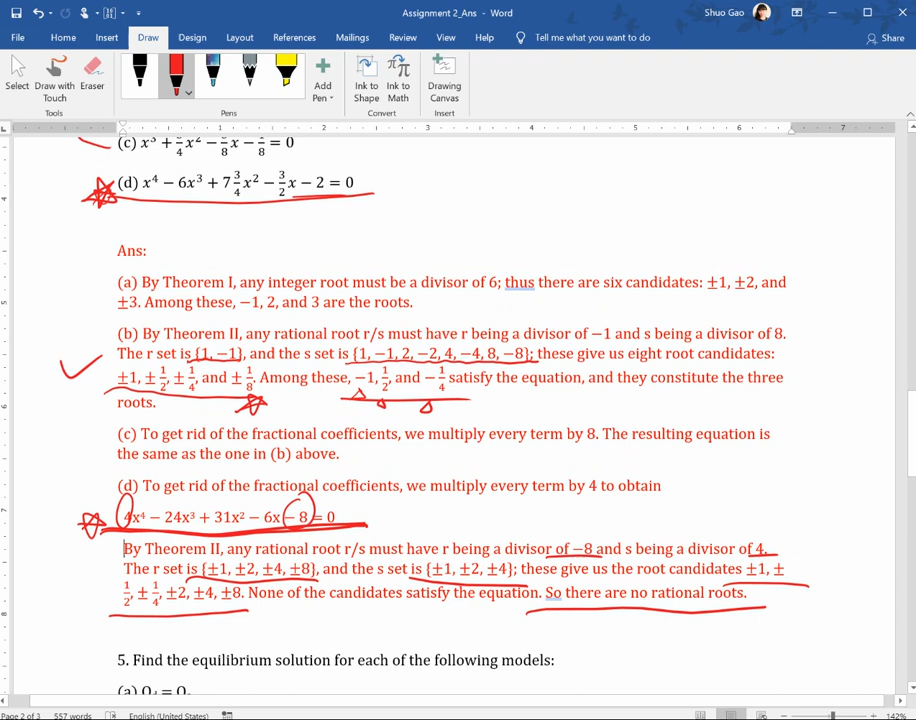 Assignment 2_Ans - Word
Shuo Gao
File Home Insert Draw Design Layout References Mailings Review View Help Tell me what you want to do Share
Select Draw with Touch Eraser Add Pen Ink to Shape Ink to Math Drawing Canvas
Tools Pens Convert Insert
1 2 3 4 5 6 7
(d) x⁴ − 6x³ + 7 3/4 x² − 3/2 x − 2 = 0
Ans:
(a) By Theorem I, any integer root must be a divisor of 6; thus there are six candidates: ±1, ±2, and
±3. Among these, −1, 2, and 3 are the roots.
(b) By Theorem II, any rational root r/s must have r being a divisor of −1 and s being a divisor of 8.
The r set is {1, −1}, and the s set is {1, −1, 2, −2, 4, −4, 8, −8}; these give us eight root candidates:
±1, ± 1/2, ± 1/4, and ± 1/8. Among these, −1, 1/2, and − 1/4 satisfy the equation, and they constitute the three
roots.
(c) To get rid of the fractional coefficients, we multiply every term by 8. The resulting equation is
the same as the one in (b) above.
(d) To get rid of the fractional coefficients, we multiply every term by 4 to obtain
4x⁴ − 24x³ + 31x² − 6x − 8 = 0
By Theorem II, any rational root r/s must have r being a divisor of −8 and s being a divisor of 4.
The r set is {±1, ±2, ±4, ±8}, and the s set is {±1, ±2, ±4}; these give us the root candidates ±1, ±
1/2, ± 1/4, ±2, ±4, ±8. None of the candidates satisfy the equation. So there are no rational roots.
5. Find the equilibrium solution for each of the following models:
Page 2 of 3 557 words English (United States) 142%